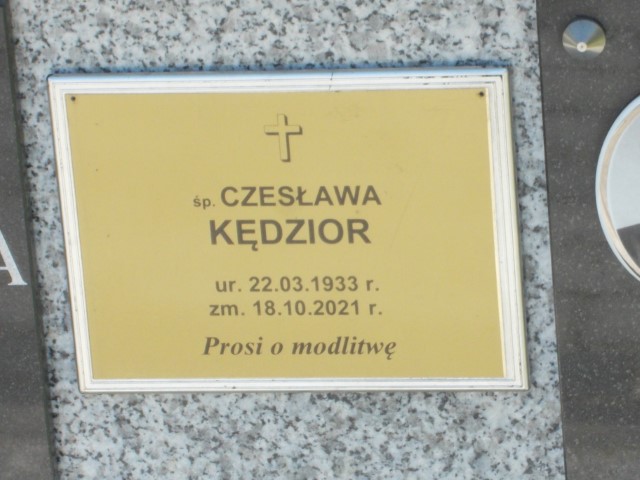 śp. CZESŁAWA
KĘDZIOR
ur. 22.03.1933 r.
zm. 18.10.2021 r.
Prosi o modlitwę
A